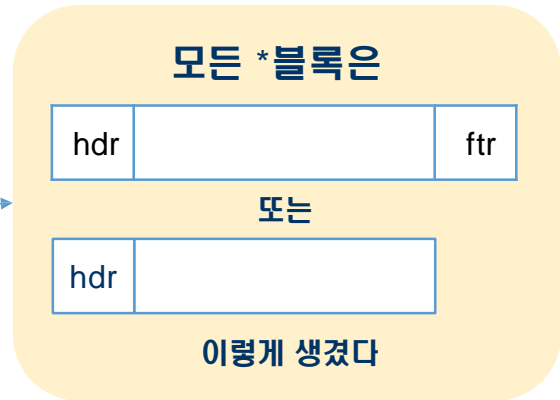 모든 *블록은
hdr ftr
또는
hdr
이렇게 생겼다